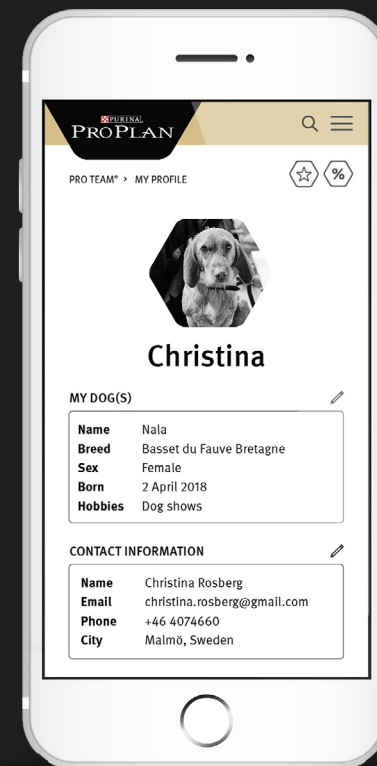 PURINA
PRO PLAN
PRO TEAM® > MY PROFILE
%
Christina
MY DOG(S)
Name Nala
Breed Basset du Fauve Bretagne
Sex Female
Born 2 April 2018
Hobbies Dog shows
CONTACT INFORMATION
Name Christina Rosberg
Email christina.rosberg@gmail.com
Phone +46 4074660
City Malmö, Sweden